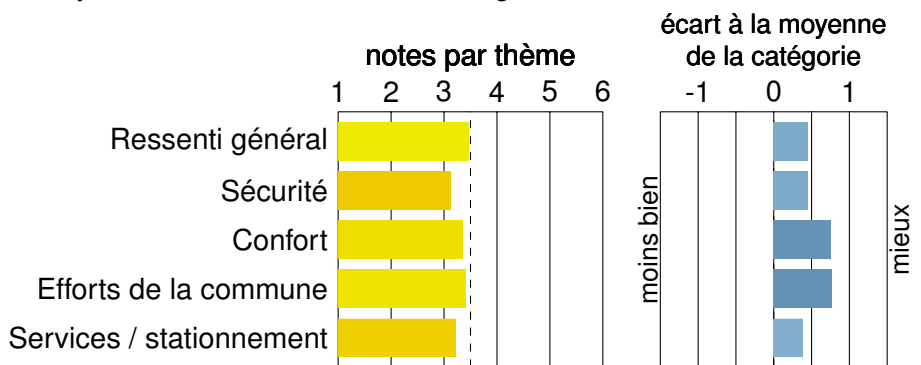 écart à la moyenne
de la catégorie
notes par thème
1 2 3 4 5 6
-1 0 1
Ressenti général
Sécurité
Confort
Efforts de la commune
Services / stationnement
moins bien
mieux